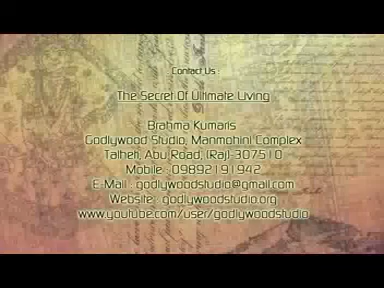 Contact Us :
The Secret Of Ultimate Living
Brahma Kumaris
Godlywood Studio, Manmohini Complex
Talheti, Abu Road, (Raj)-307510
Mobile : 09892191942
E-Mail : godlywoodstudio@gmail.com
Website : godlywoodstudio.org
www.youtube.com/user/godlywoodstudio